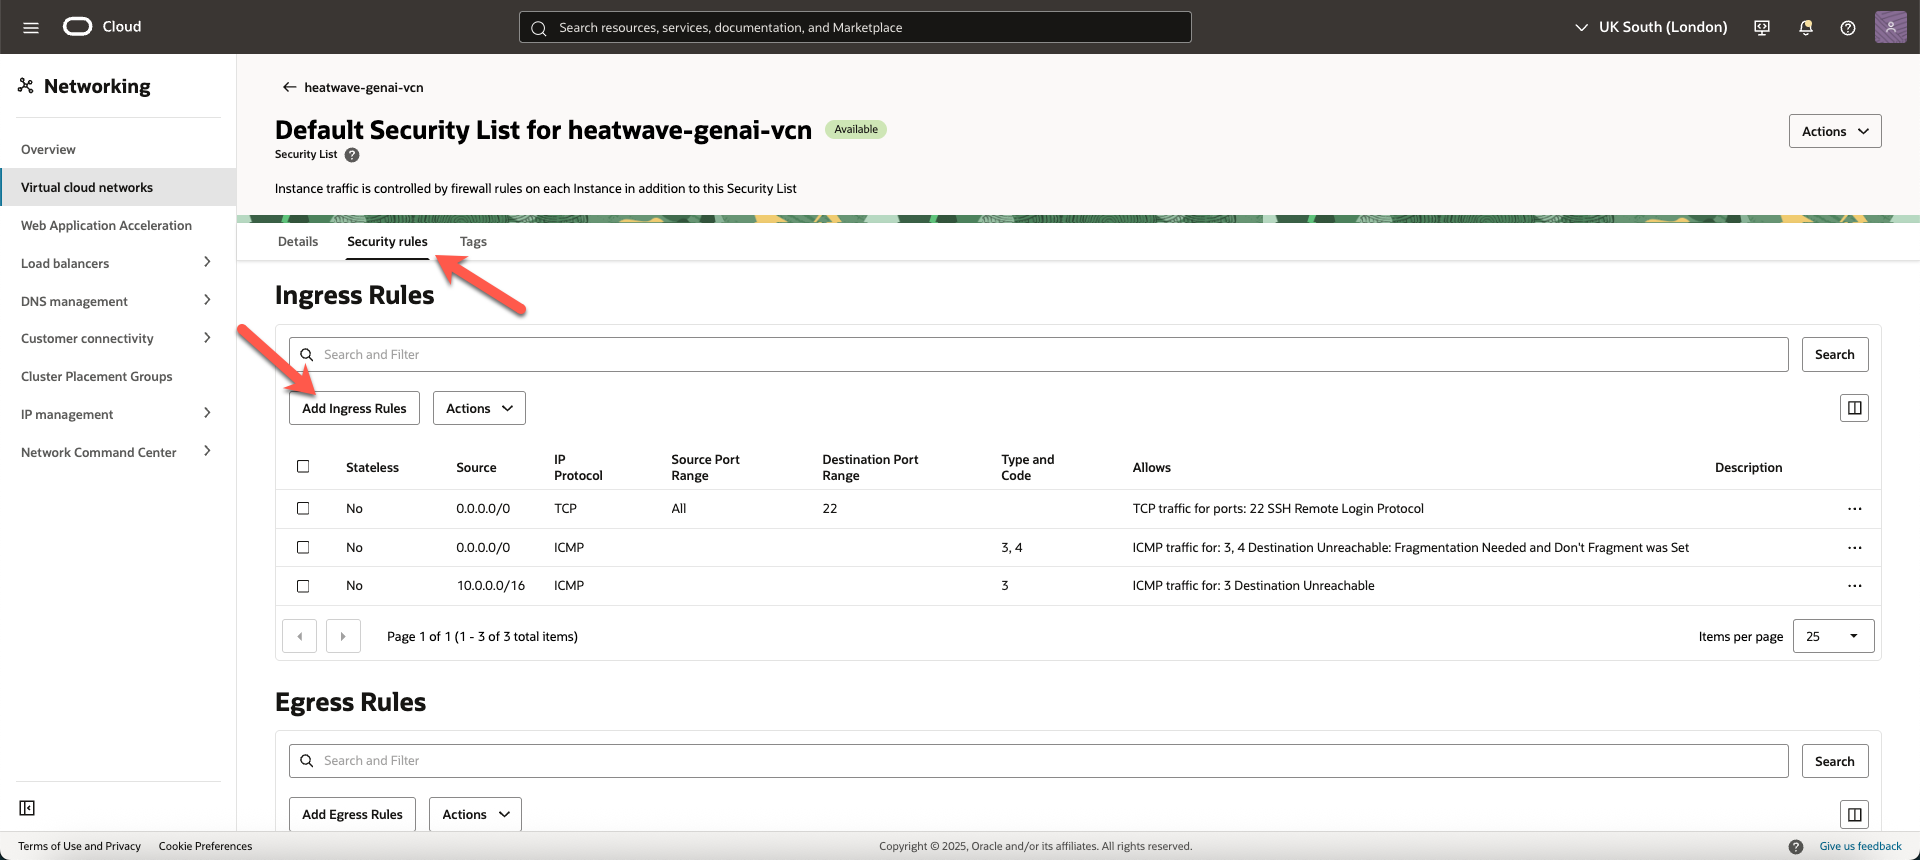 Cloud
Search resources, services, documentation, and Marketplace
UK South (London)
Networking
Overview
Virtual cloud networks
Web Application Acceleration
Load balancers
DNS management
Customer connectivity
Cluster Placement Groups
IP management
Network Command Center
heatwave-genai-vcn
Default Security List for heatwave-genai-vcn
Available
Actions
Security List
Instance traffic is controlled by firewall rules on each Instance in addition to this Security List
Details Security rules Tags
Ingress Rules
Search and Filter
Search
Add Ingress Rules Actions
Stateless Source IP Protocol Source Port Range Destination Port Range Type and Code Allows Description
No 0.0.0.0/0 TCP All 22 TCP traffic for ports: 22 SSH Remote Login Protocol
No 0.0.0.0/0 ICMP 3, 4 ICMP traffic for: 3, 4 Destination Unreachable: Fragmentation Needed and Don't Fragment was Set
No 10.0.0.0/16 ICMP 3 ICMP traffic for: 3 Destination Unreachable
Page 1 of 1 (1 - 3 of 3 total items)
Items per page 25
Egress Rules
Search and Filter
Search
Add Egress Rules Actions
Terms of Use and Privacy Cookie Preferences
Copyright © 2025, Oracle and/or its affiliates. All rights reserved.
Give us feedback